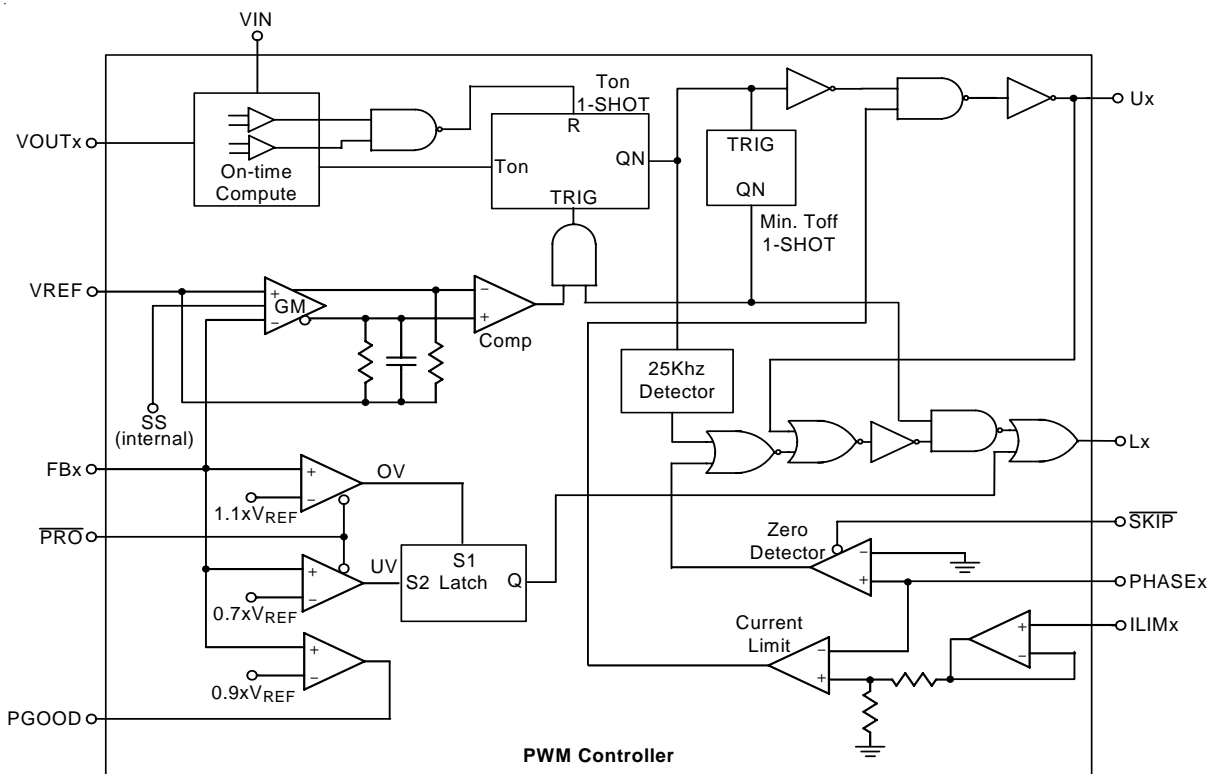 VIN
Ton
1-SHOT
R
Ux
VOUTx
TRIG
QN
Ton
On-time
Compute
QN
TRIG
Min. Toff
1-SHOT
VREF
+
GM
−
−
+
Comp
25Khz
Detector
SS
(internal)
FBx
+
−
OV
1.1xVREF
Lx
PRO
SKIP
Zero
Detector
−
+
S1
S2 Latch
Q
UV
+
−
0.7xVREF
PHASEx
ILIMx
Current
Limit
−
+
+
−
+
−
0.9xVREF
PGOOD
PWM Controller